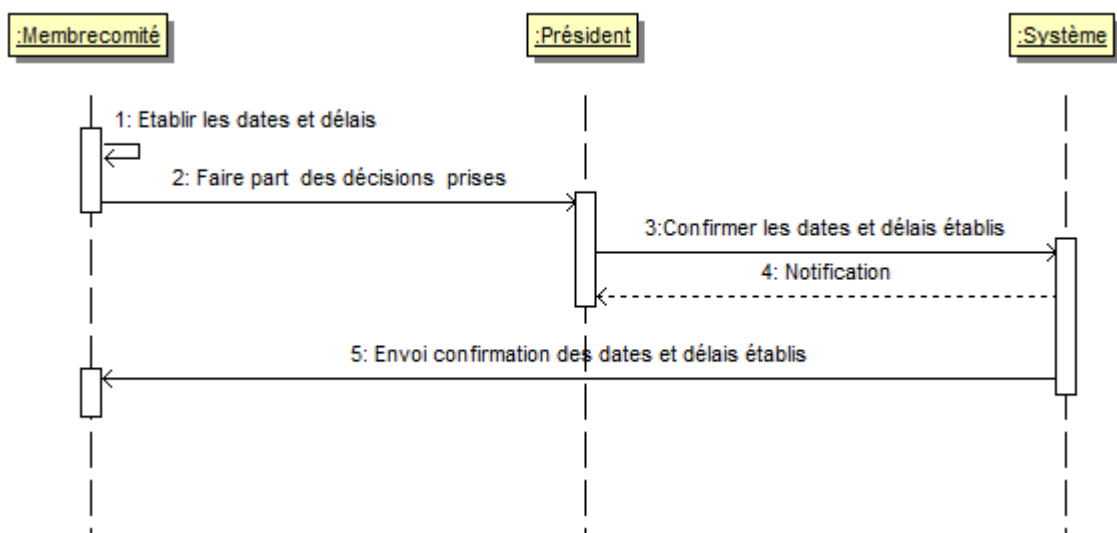 :Membrecomité
:Président
:Système
1: Etablir les dates et délais
2: Faire part des décisions prises
3:Confirmer les dates et délais établis
4: Notification
5: Envoi confirmation des dates et délais établis